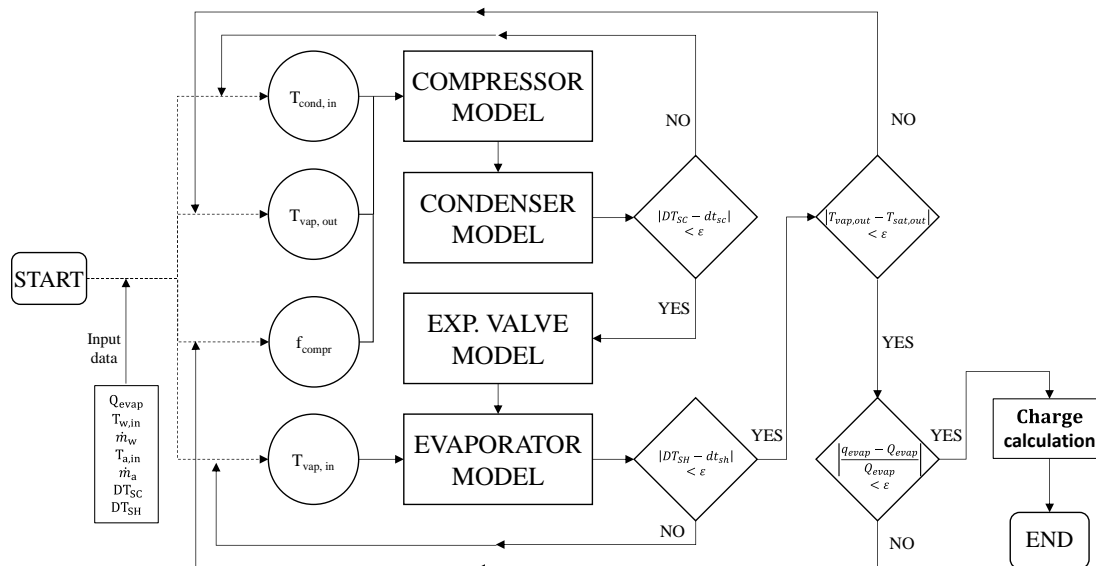 START
Input
data
Q_evap
T_w,in
ṁ_w
T_a,in
ṁ_a
DT_SC
DT_SH
T_cond, in
T_vap, out
f_compr
T_vap, in
COMPRESSOR
MODEL
CONDENSER
MODEL
EXP. VALVE
MODEL
EVAPORATOR
MODEL
NO
|DT_SC − dt_sc|
< ε
YES
|DT_SH − dt_sh|
< ε
YES
NO
NO
|T_vap,out − T_sat,out|
< ε
YES
|q_evap − Q_evap|
Q_evap
< ε
YES
NO
Charge
calculation
END